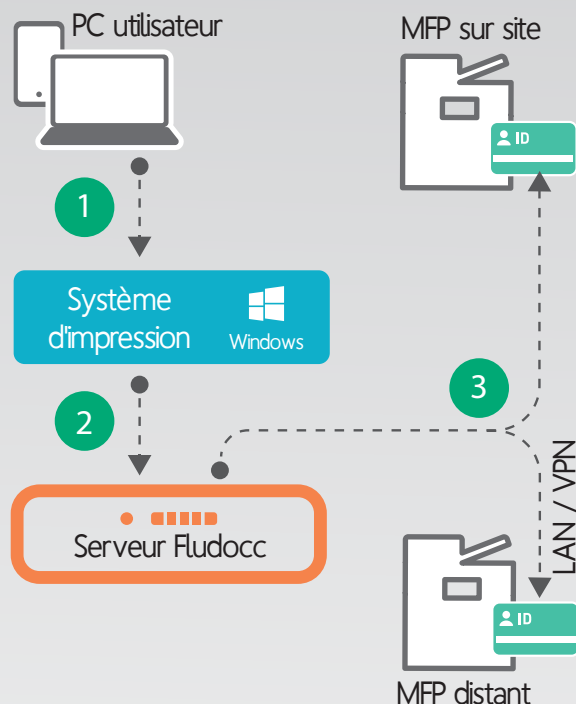 PC utilisateur
MFP sur site
ID
1
Système
d'impression
Windows
2
3
Serveur Fludocc
LAN / VPN
ID
MFP distant